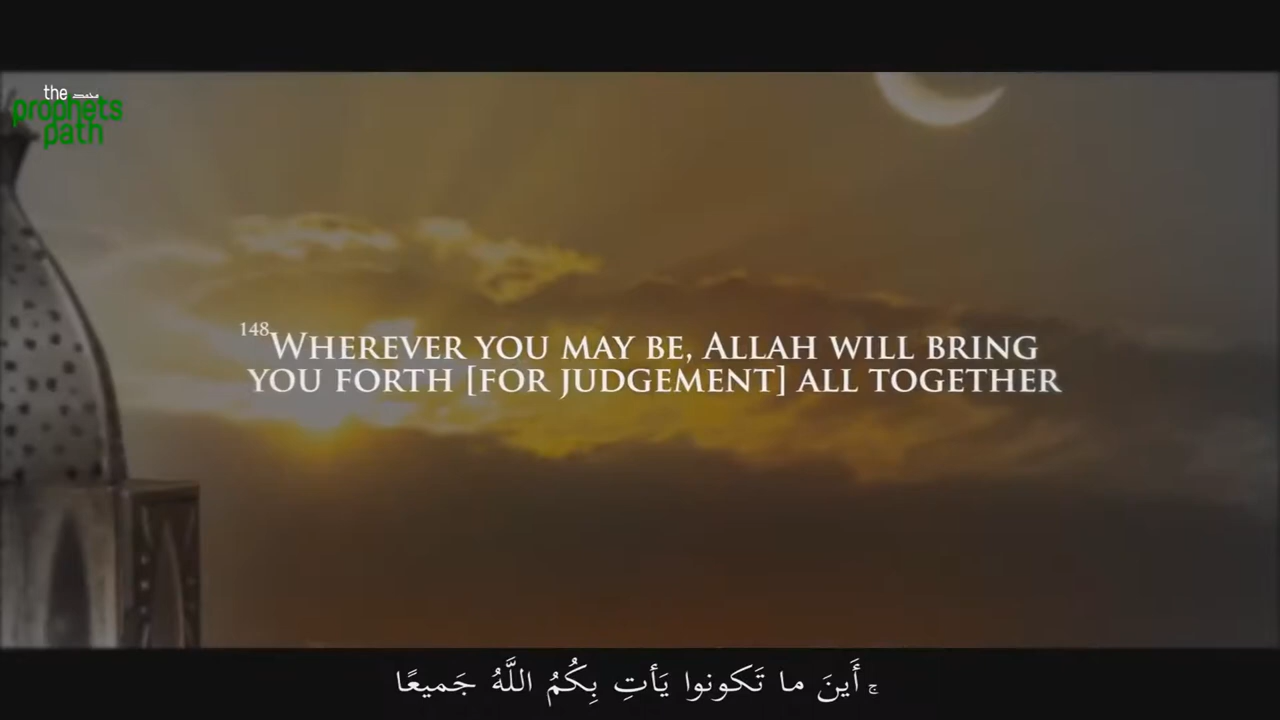 the محمد
prophets
path
148 WHEREVER YOU MAY BE, ALLAH WILL BRING
YOU FORTH [FOR JUDGEMENT] ALL TOGETHER
ۚ أَينَ ما تَكونوا يَأتِ بِكُمُ اللَّهُ جَميعًا